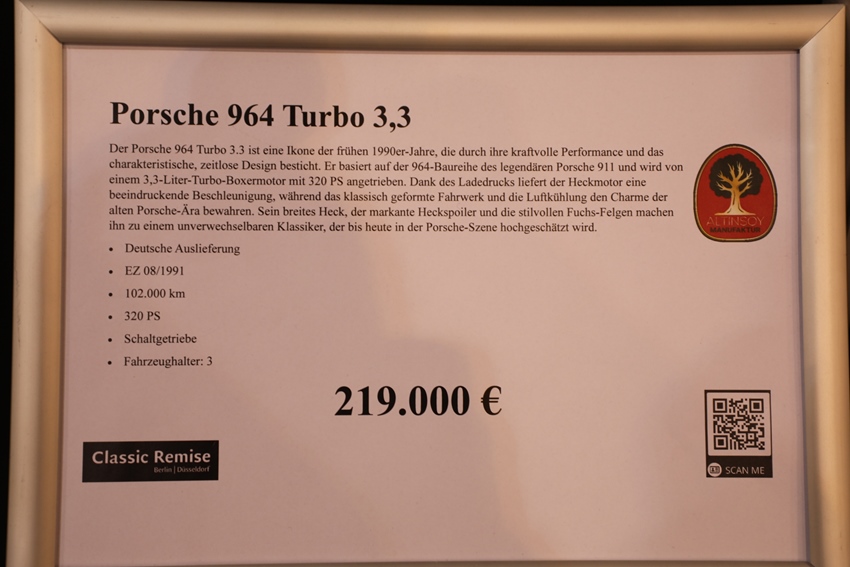 Porsche 964 Turbo 3,3
Der Porsche 964 Turbo 3.3 ist eine Ikone der frühen 1990er-Jahre, die durch ihre kraftvolle Performance und das
charakteristische, zeitlose Design besticht. Er basiert auf der 964-Baureihe des legendären Porsche 911 und wird von
einem 3,3-Liter-Turbo-Boxermotor mit 320 PS angetrieben. Dank des Ladedrucks liefert der Heckmotor eine
beeindruckende Beschleunigung, während das klassisch geformte Fahrwerk und die Luftkühlung den Charme der
alten Porsche-Ära bewahren. Sein breites Heck, der markante Heckspoiler und die stilvollen Fuchs-Felgen machen
ihn zu einem unverwechselbaren Klassiker, der bis heute in der Porsche-Szene hochgeschätzt wird.
ALTINSOY
MANUFAKTUR
• Deutsche Auslieferung
• EZ 08/1991
• 102.000 km
• 320 PS
• Schaltgetriebe
• Fahrzeughalter: 3
219.000 €
Classic Remise
Berlin | Düsseldorf
SCAN ME